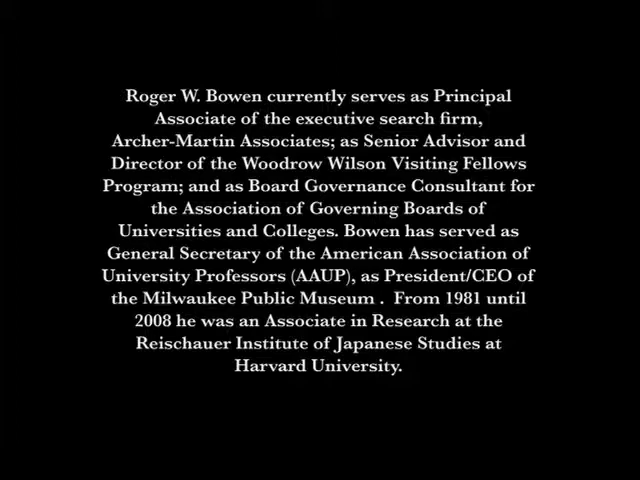 Roger W. Bowen currently serves as Principal
Associate of the executive search firm,
Archer-Martin Associates; as Senior Advisor and
Director of the Woodrow Wilson Visiting Fellows
Program; and as Board Governance Consultant for
the Association of Governing Boards of
Universities and Colleges. Bowen has served as
General Secretary of the American Association of
University Professors (AAUP), as President/CEO of
the Milwaukee Public Museum .  From 1981 until
2008 he was an Associate in Research at the
Reischauer Institute of Japanese Studies at
Harvard University.